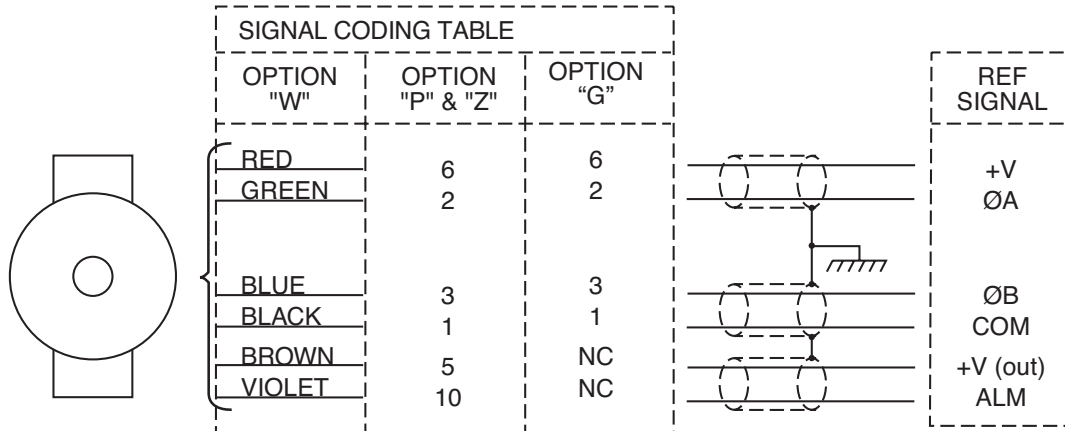 SIGNAL CODING TABLE
OPTION "W" OPTION "P" & "Z" OPTION “G” REF SIGNAL
RED 6 6 +V
GREEN 2 2 ØA
BLUE 3 3 ØB
BLACK 1 1 COM
BROWN 5 NC +V (out)
VIOLET 10 NC ALM